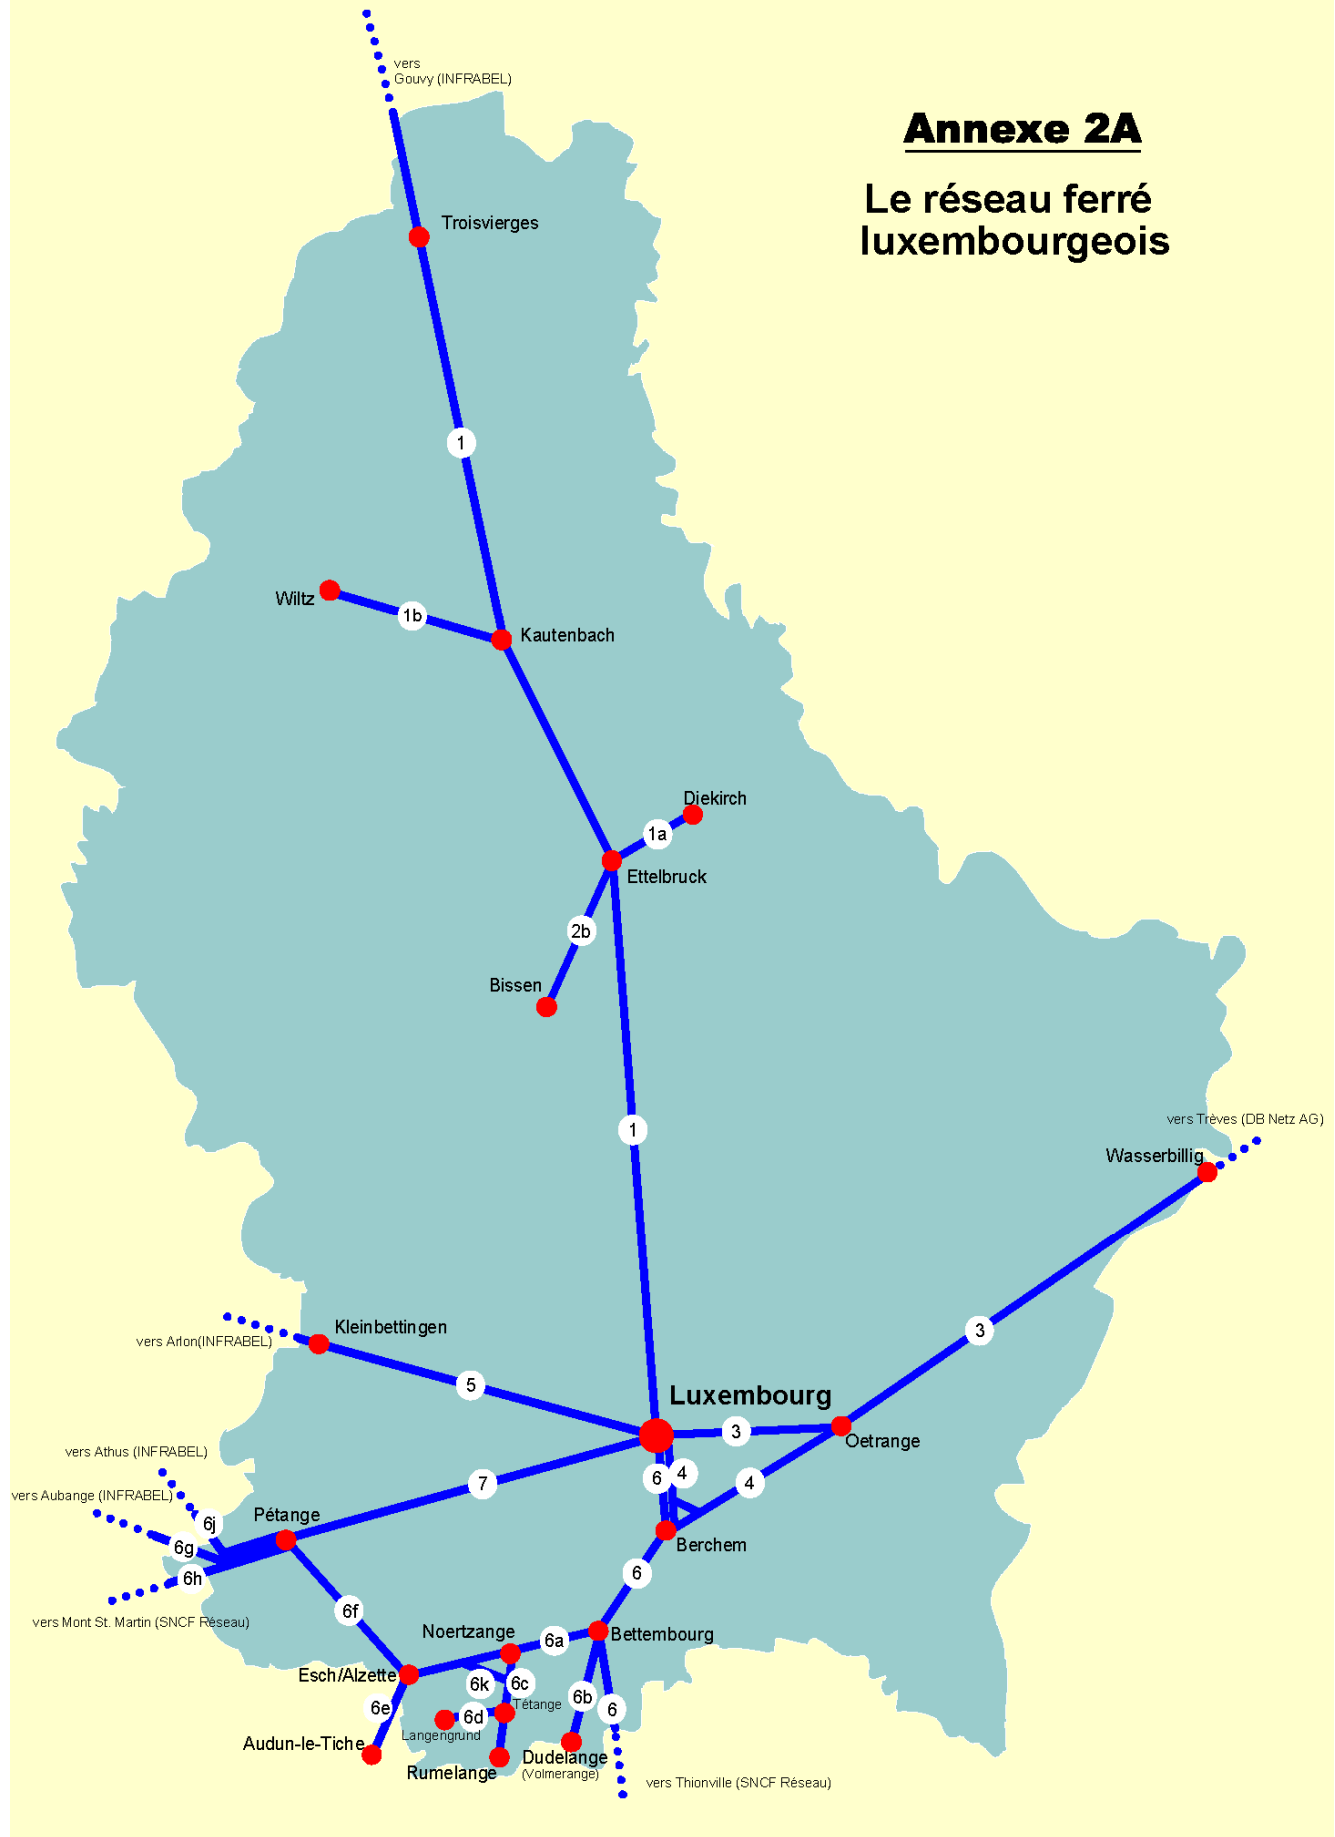 vers
Gouvy (INFRABEL)
Annexe 2A
Le réseau ferré
luxembourgeois
Troisvierges
1
Wiltz
1b
Kautenbach
Diekirch
1a
Ettelbruck
2b
Bissen
1
vers Trèves (DB Netz AG)
Wasserbillig
Kleinbettingen
vers Arlon(INFRABEL)
3
5
Luxembourg
3
Oetrange
vers Athus (INFRABEL)
7
6
4
4
vers Aubange (INFRABEL)
Pétange
6j
6g
Berchem
6h
6
vers Mont St. Martin (SNCF Réseau)
6f
Noertzange
6a
Bettembourg
Esch/Alzette
6k
6c
6b
6
6e
Tétange
6d
Langengrund
Audun-le-Tiche
Rumelange
Dudelange
(Volmerange)
vers Thionville (SNCF Réseau)